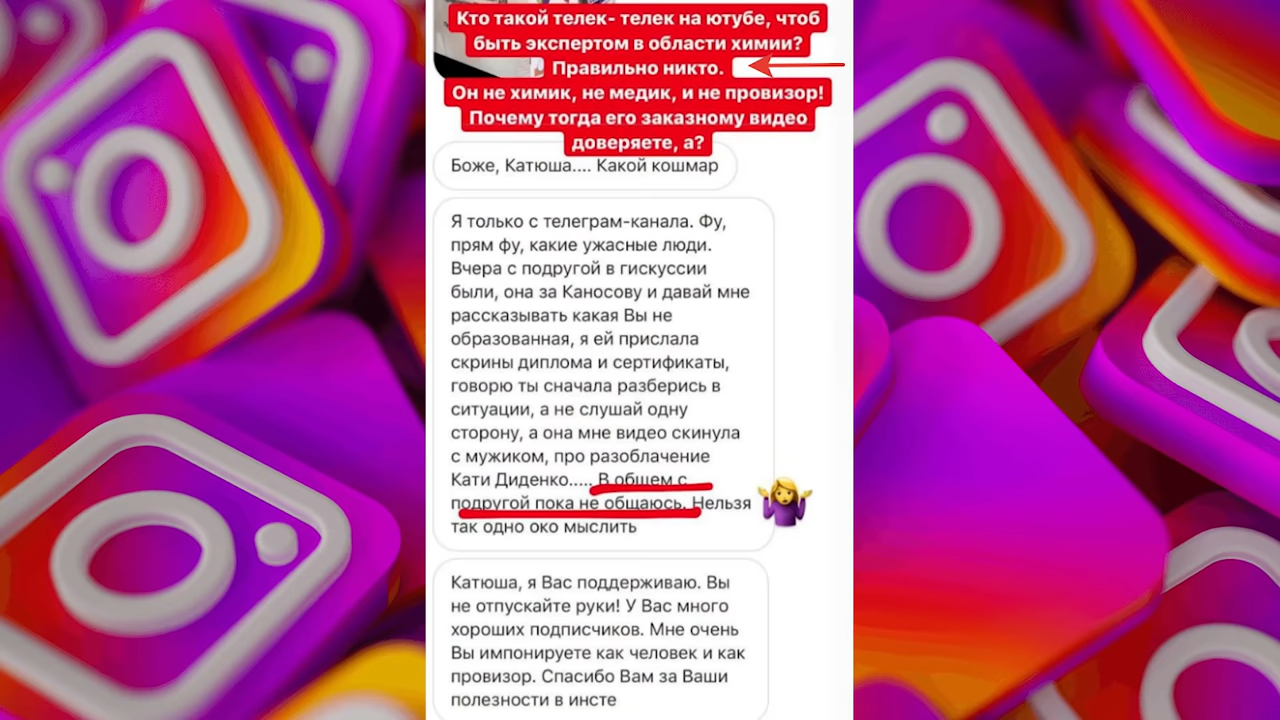 Кто такой телек- телек на ютубе, чтоб
быть экспертом в области химии?
Правильно никто.
Он не химик, не медик, и не провизор!
Почему тогда его заказному видео
доверяете, а?
Боже, Катюша.... Какой кошмар
Я только с телеграм-канала. Фу,
прям фу, какие ужасные люди.
Вчера с подругой в гискуссии
были, она за Каносову и давай мне
рассказывать какая Вы не
образованная, я ей прислала
скрины диплома и сертификаты,
говорю ты сначала разберись в
ситуации, а не слушай одну
сторону, а она мне видео скинула
с мужиком, про разоблачение
Кати Диденко..... В общем с
подругой пока не общаюсь. Нельзя
так одно око мыслить
Катюша, я Вас поддерживаю. Вы
не отпускайте руки! У Вас много
хороших подписчиков. Мне очень
Вы импонируете как человек и как
провизор. Спасибо Вам за Ваши
полезности в инсте